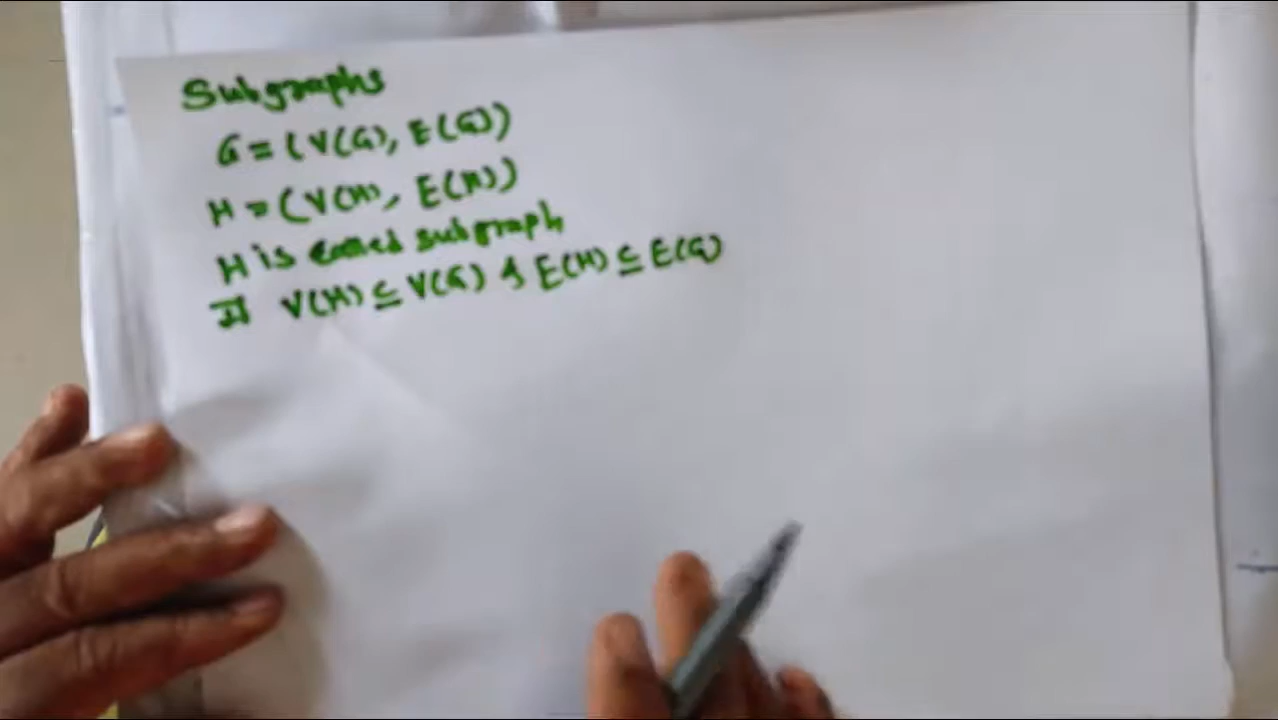 Subgraphs
G = (V(G), E(G))
H = (V(H), E(H))
H is called subgraph
If V(H) ⊆ V(G) & E(H) ⊆ E(G)